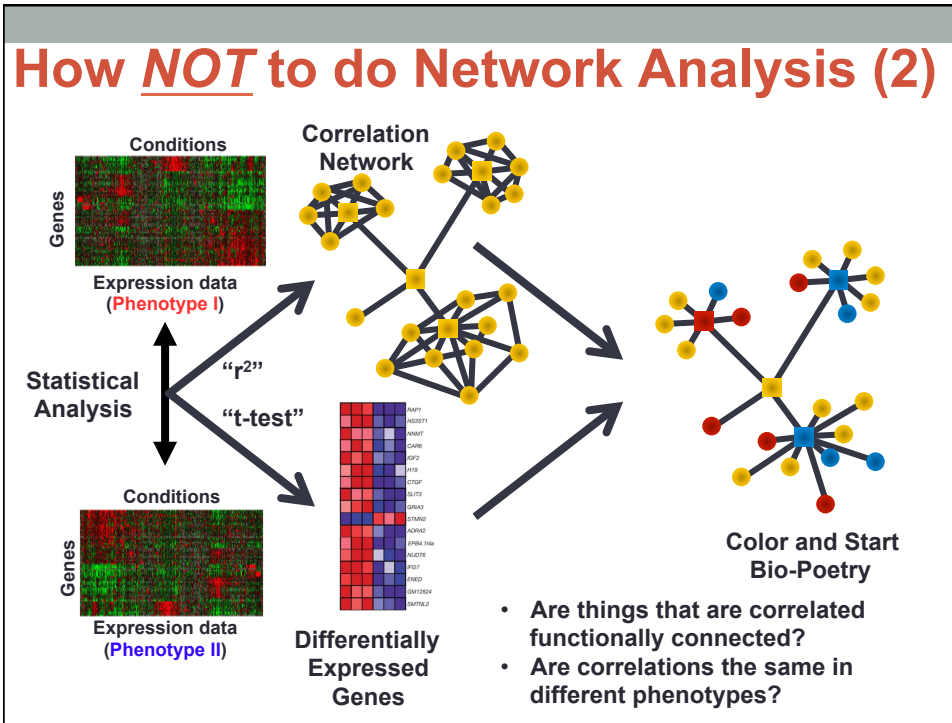 How NOT to do Network Analysis (2)
Conditions
Genes
Expression data
(Phenotype I)
Correlation
Network
Statistical
Analysis
“r²”
“t-test”
Conditions
Genes
Expression data
(Phenotype II)
RAP1
HS3ST1
NNMT
CAR6
IGF2
H19
CTGF
SLIT3
GRIA3
STMN2
ADRA2
EPB4.1l4a
NUDT6
IFI27
ENED
GM12824
SMTNL2
Differentially
Expressed
Genes
Color and Start
Bio-Poetry
• Are things that are correlated
functionally connected?
• Are correlations the same in
different phenotypes?